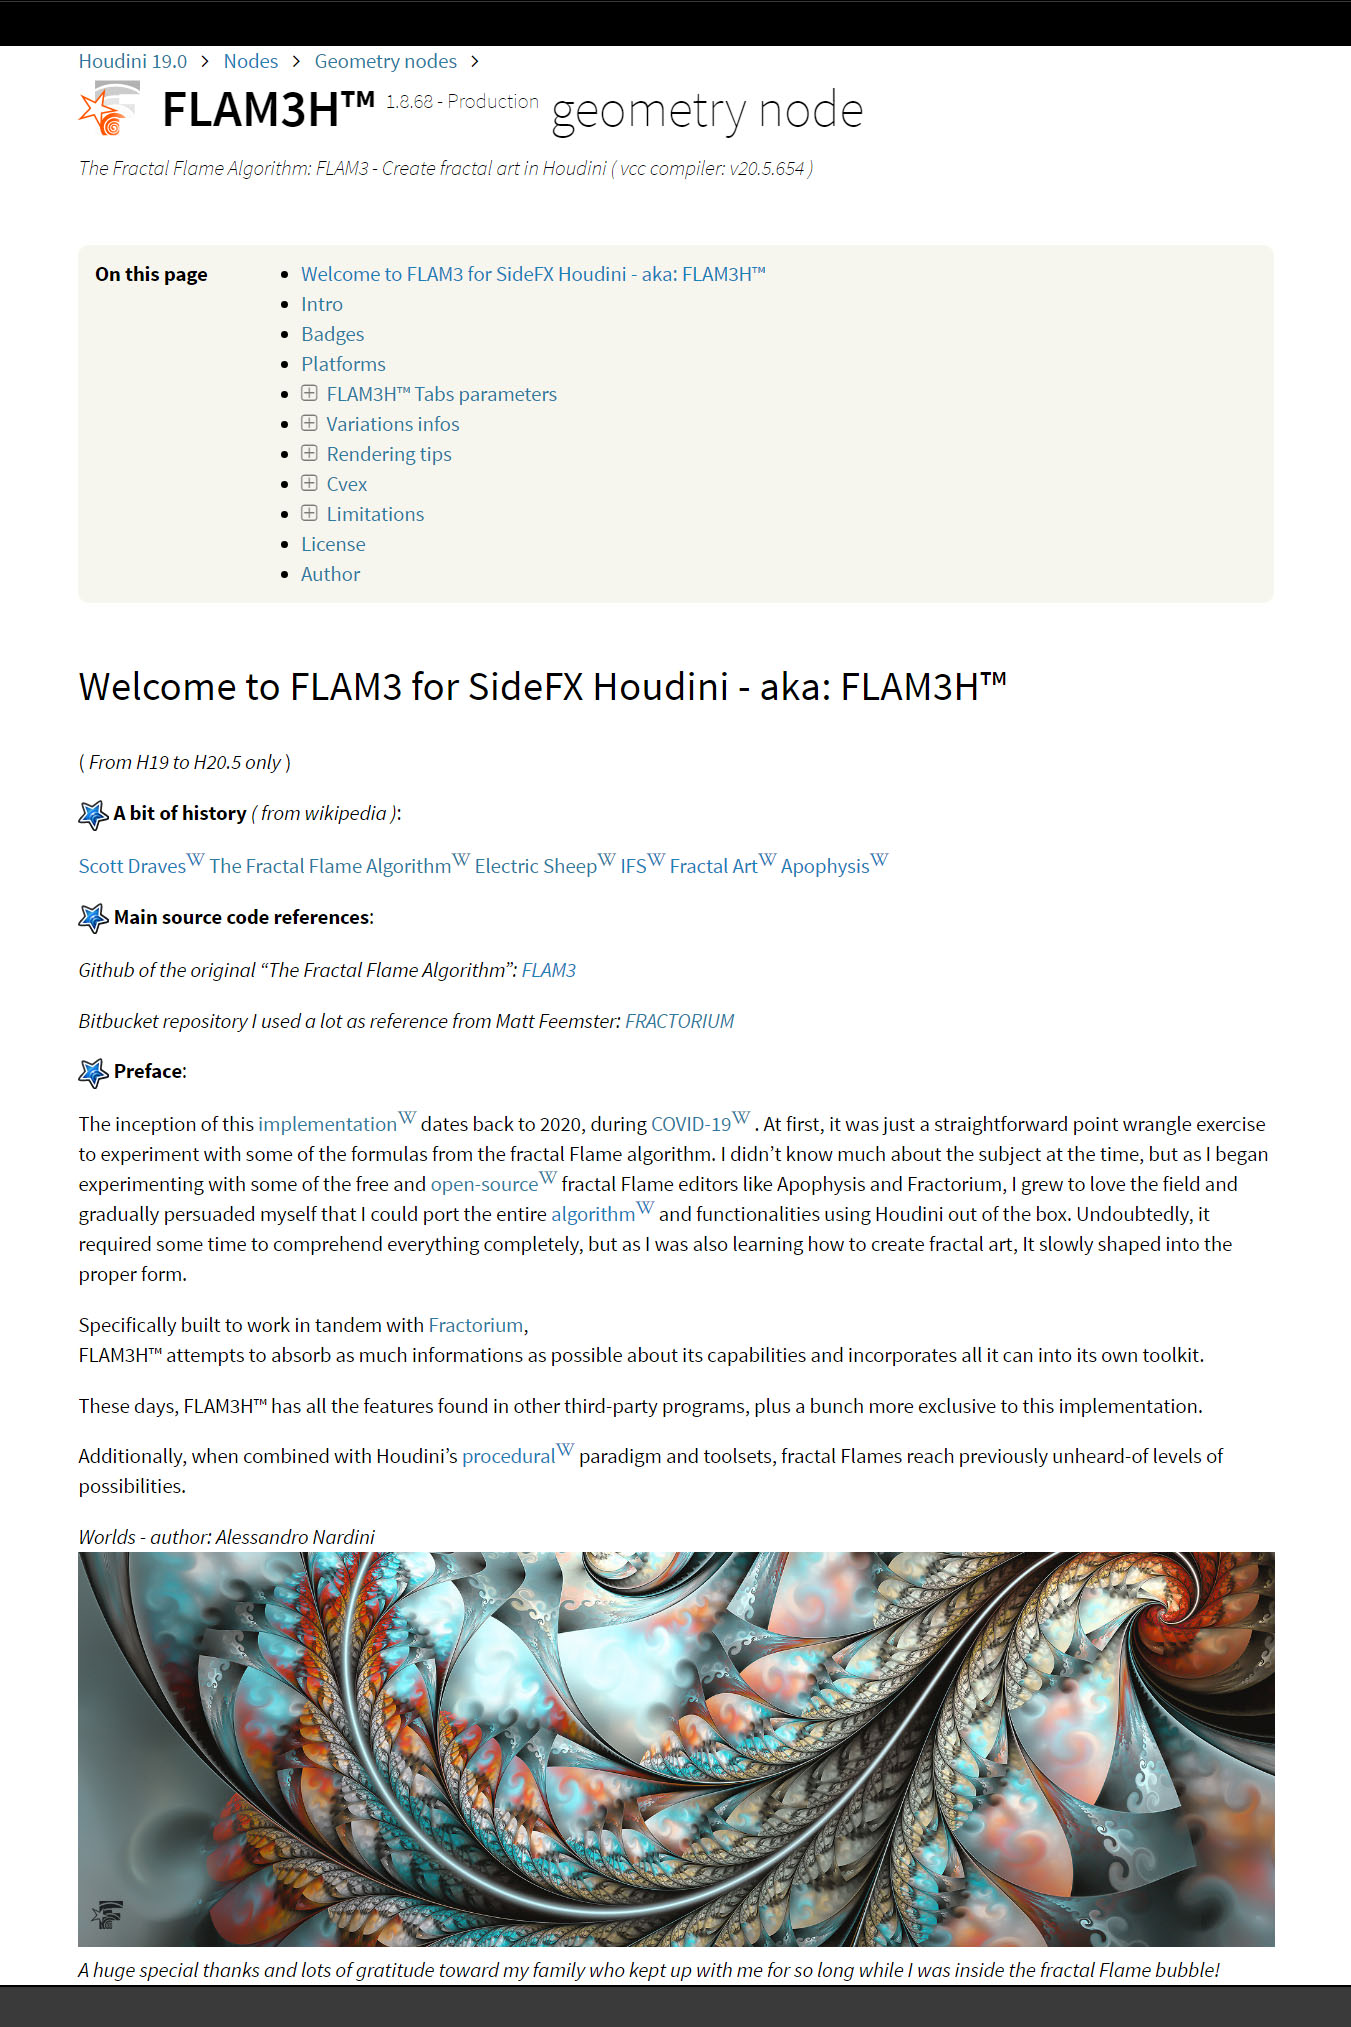 Houdini 19.0 > Nodes > Geometry nodes >
FLAM3H™ 1.8.68 - Production geometry node
The Fractal Flame Algorithm: FLAM3 - Create fractal art in Houdini ( vcc compiler: v20.5.654 )
On this page
• Welcome to FLAM3 for SideFX Houdini - aka: FLAM3H™
• Intro
• Badges
• Platforms
• FLAM3H™ Tabs parameters
• Variations infos
• Rendering tips
• Cvex
• Limitations
• License
• Author
Welcome to FLAM3 for SideFX Houdini - aka: FLAM3H™
( From H19 to H20.5 only )
A bit of history ( from wikipedia ):
Scott Draves The Fractal Flame Algorithm Electric Sheep IFS Fractal Art Apophysis
Main source code references:
Github of the original “The Fractal Flame Algorithm”: FLAM3
Bitbucket repository I used a lot as reference from Matt Feemster: FRACTORIUM
Preface:
The inception of this implementation dates back to 2020, during COVID-19 . At first, it was just a straightforward point wrangle exercise
to experiment with some of the formulas from the fractal Flame algorithm. I didn’t know much about the subject at the time, but as I began
experimenting with some of the free and open-source fractal Flame editors like Apophysis and Fractorium, I grew to love the field and
gradually persuaded myself that I could port the entire algorithm and functionalities using Houdini out of the box. Undoubtedly, it
required some time to comprehend everything completely, but as I was also learning how to create fractal art, It slowly shaped into the
proper form.
Specifically built to work in tandem with Fractorium,
FLAM3H™ attempts to absorb as much informations as possible about its capabilities and incorporates all it can into its own toolkit.
These days, FLAM3H™ has all the features found in other third-party programs, plus a bunch more exclusive to this implementation.
Additionally, when combined with Houdini’s procedural paradigm and toolsets, fractal Flames reach previously unheard-of levels of
possibilities.
Worlds - author: Alessandro Nardini
A huge special thanks and lots of gratitude toward my family who kept up with me for so long while I was inside the fractal Flame bubble!